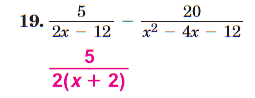 19. 5/(2x − 12) − 20/(x² − 4x − 12)
5/(2(x + 2))